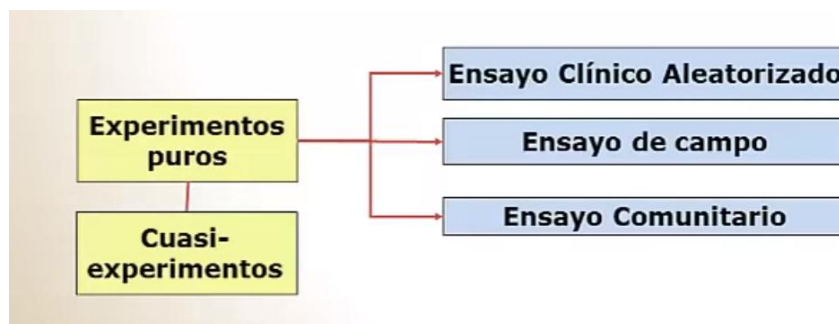 Experimentos
puros
Cuasi-
experimentos
Ensayo Clínico Aleatorizado
Ensayo de campo
Ensayo Comunitario